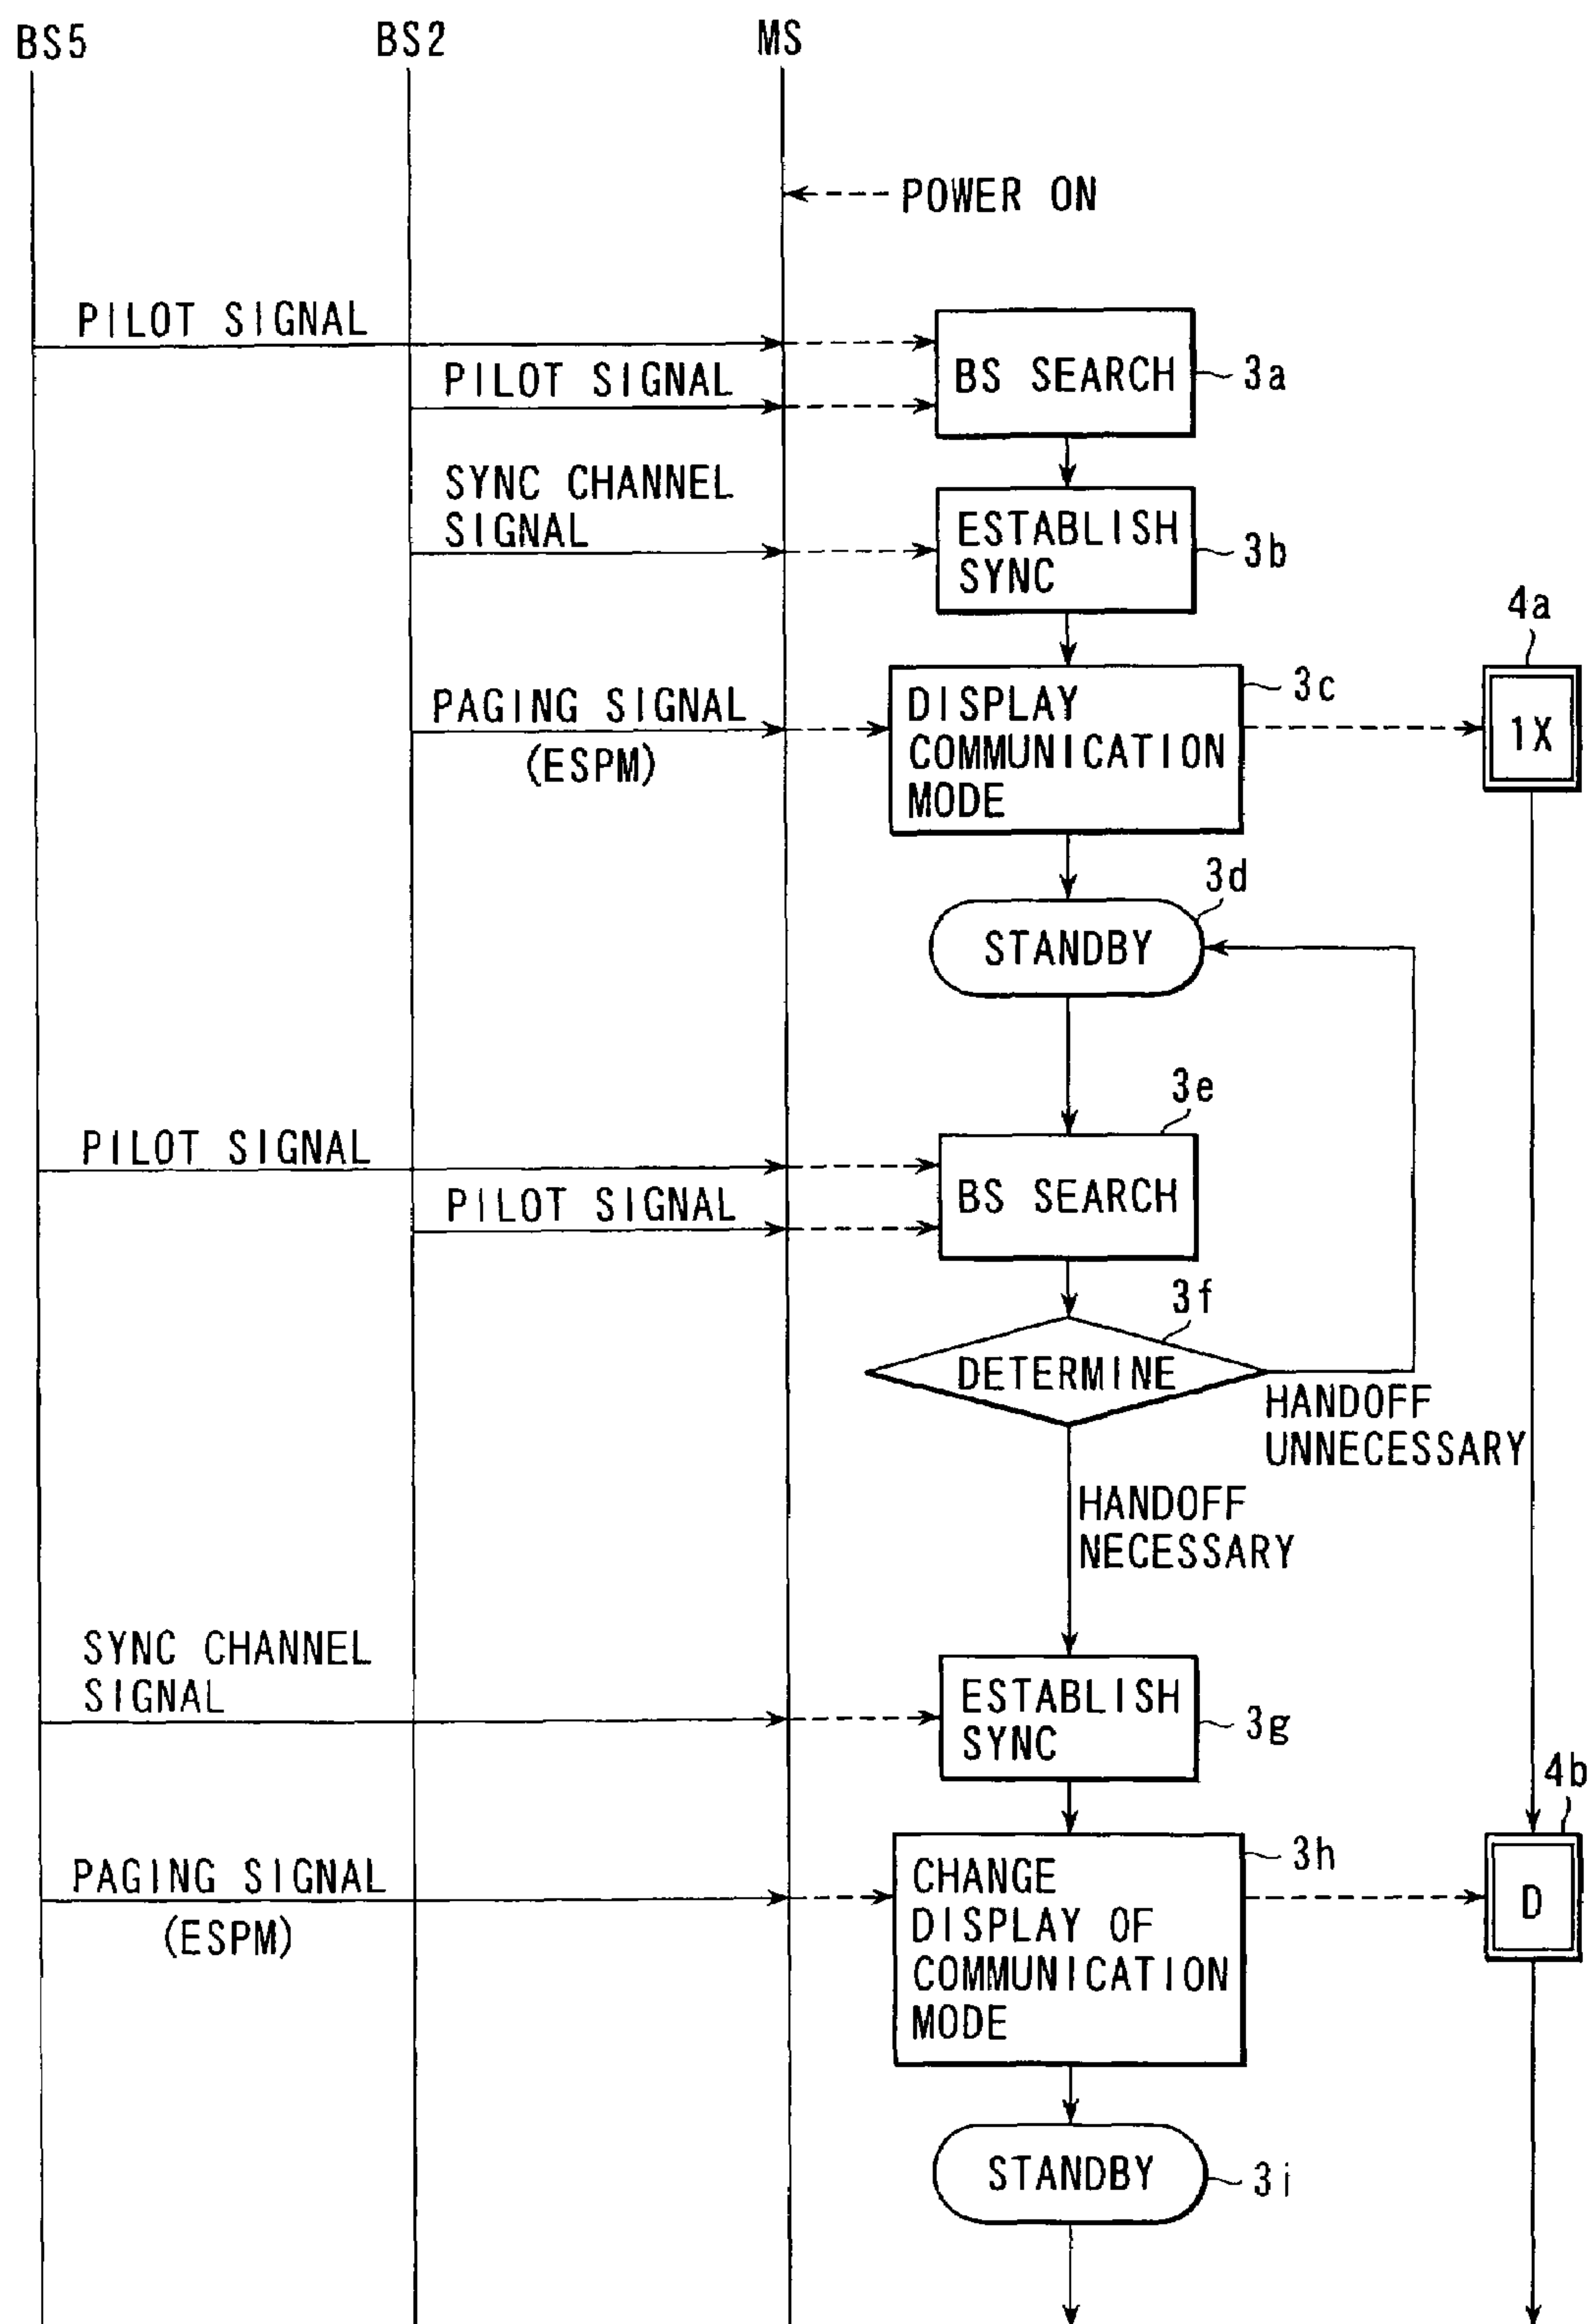 BS5
BS2
MS
POWER ON
PILOT SIGNAL
PILOT SIGNAL
BS SEARCH
3a
SYNC CHANNEL
SIGNAL
ESTABLISH
SYNC
3b
4a
PAGING SIGNAL
(ESPM)
DISPLAY
COMMUNICATION
MODE
3c
1X
3d
STANDBY
3e
PILOT SIGNAL
PILOT SIGNAL
BS SEARCH
3f
DETERMINE
HANDOFF
UNNECESSARY
HANDOFF
NECESSARY
SYNC CHANNEL
SIGNAL
ESTABLISH
SYNC
3g
4b
PAGING SIGNAL
(ESPM)
CHANGE
DISPLAY OF
COMMUNICATION
MODE
3h
D
STANDBY
3i